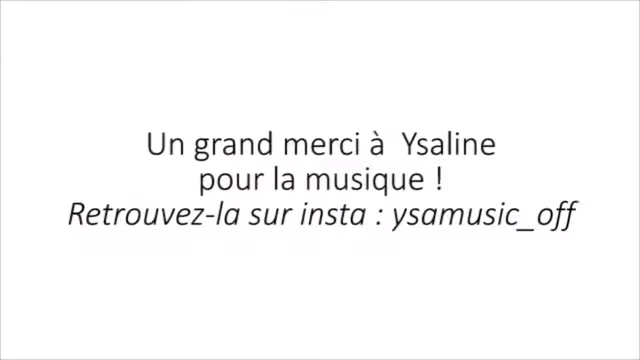 Un grand merci à  Ysaline
pour la musique !
Retrouvez-la sur insta : ysamusic_off